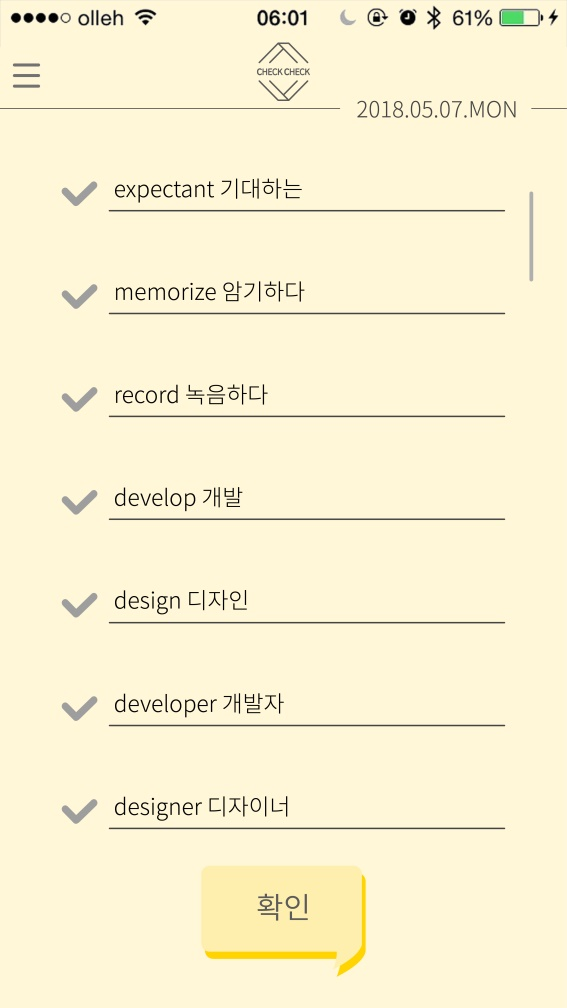 olleh 06:01 61%
CHECK CHECK
2018.05.07.MON
expectant 기대하는
memorize 암기하다
record 녹음하다
develop 개발
design 디자인
developer 개발자
designer 디자이너
확인